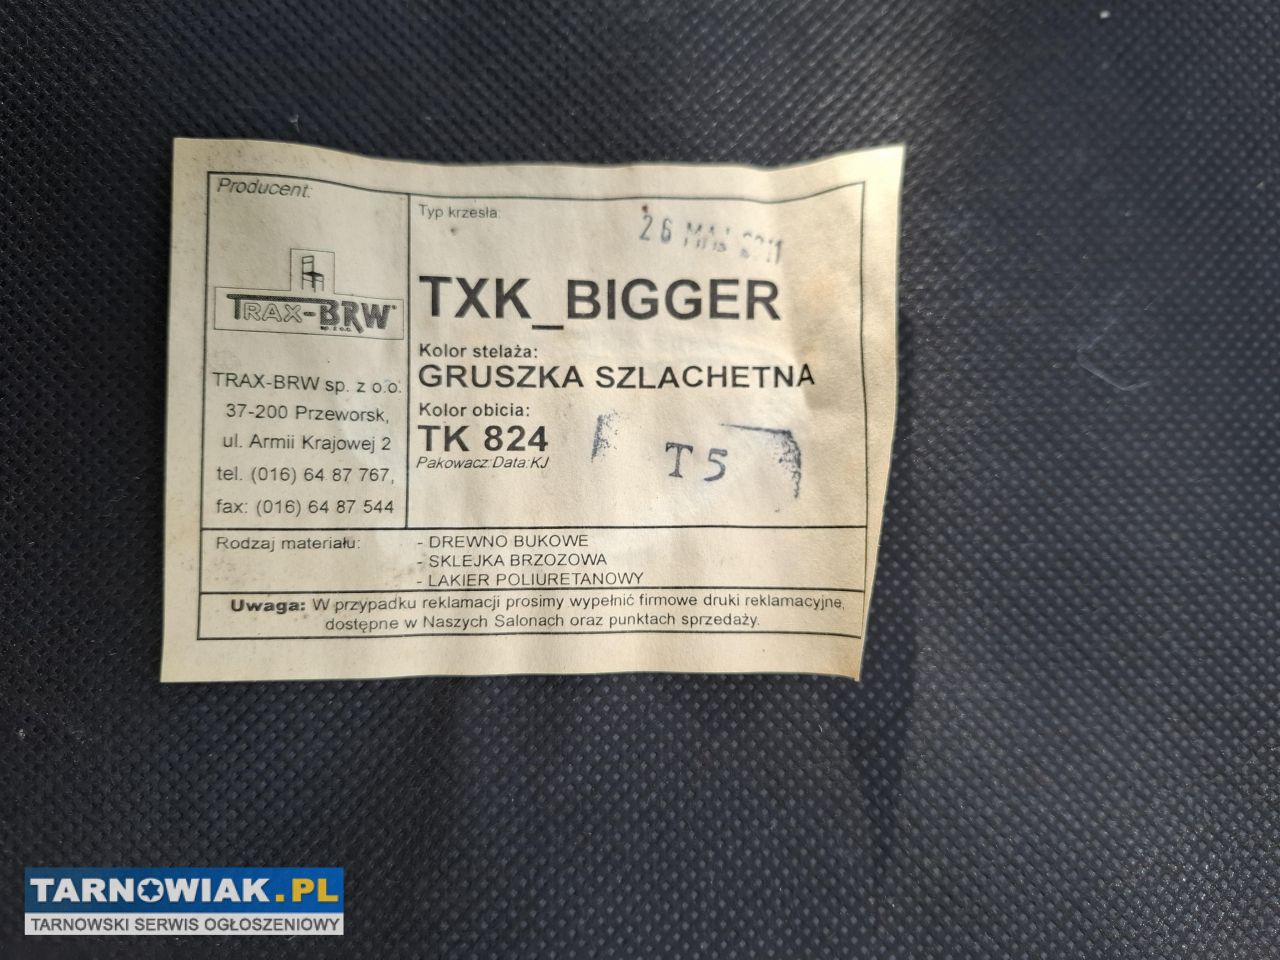 Producent:
TRAX-BRW
sp. z o.o.
TRAX-BRW sp. z o.o.
37-200 Przeworsk,
ul. Armii Krajowej 2
tel. (016) 64 87 767,
fax: (016) 64 87 544
Typ krzesła:
26
TXK_BIGGER
Kolor stelaża:
GRUSZKA SZLACHETNA
Kolor obicia:
TK 824
Pakowacz:Data:KJ
T5
Rodzaj materiału:
- DREWNO BUKOWE
- SKLEJKA BRZOZOWA
- LAKIER POLIURETANOWY
Uwaga: W przypadku reklamacji prosimy wypełnić firmowe druki reklamacyjne,
dostępne w Naszych Salonach oraz punktach sprzedaży.
TARNOWIAK.PL
TARNOWSKI SERWIS OGŁOSZENIOWY